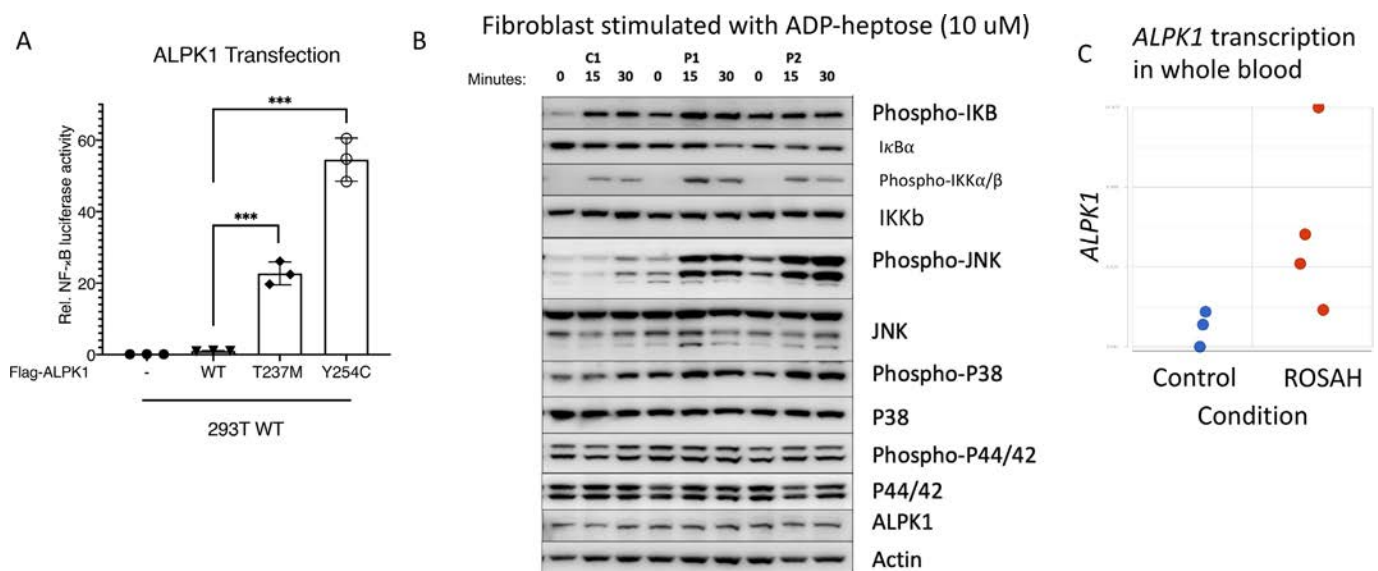 A
ALPK1 Transfection
Rel. NF-κB luciferase activity
60
40
20
0
***
***
Flag-ALPK1
- WT T237M Y254C
293T WT
B
Fibroblast stimulated with ADP-heptose (10 uM)
C1 P1 P2
Minutes: 0 15 30 0 15 30 0 15 30
Phospho-IKB
IκBα
Phospho-IKKα/β
IKKb
Phospho-JNK
JNK
Phospho-P38
P38
Phospho-P44/42
P44/42
ALPK1
Actin
C
ALPK1 transcription
in whole blood
ALPK1
Control ROSAH
Condition